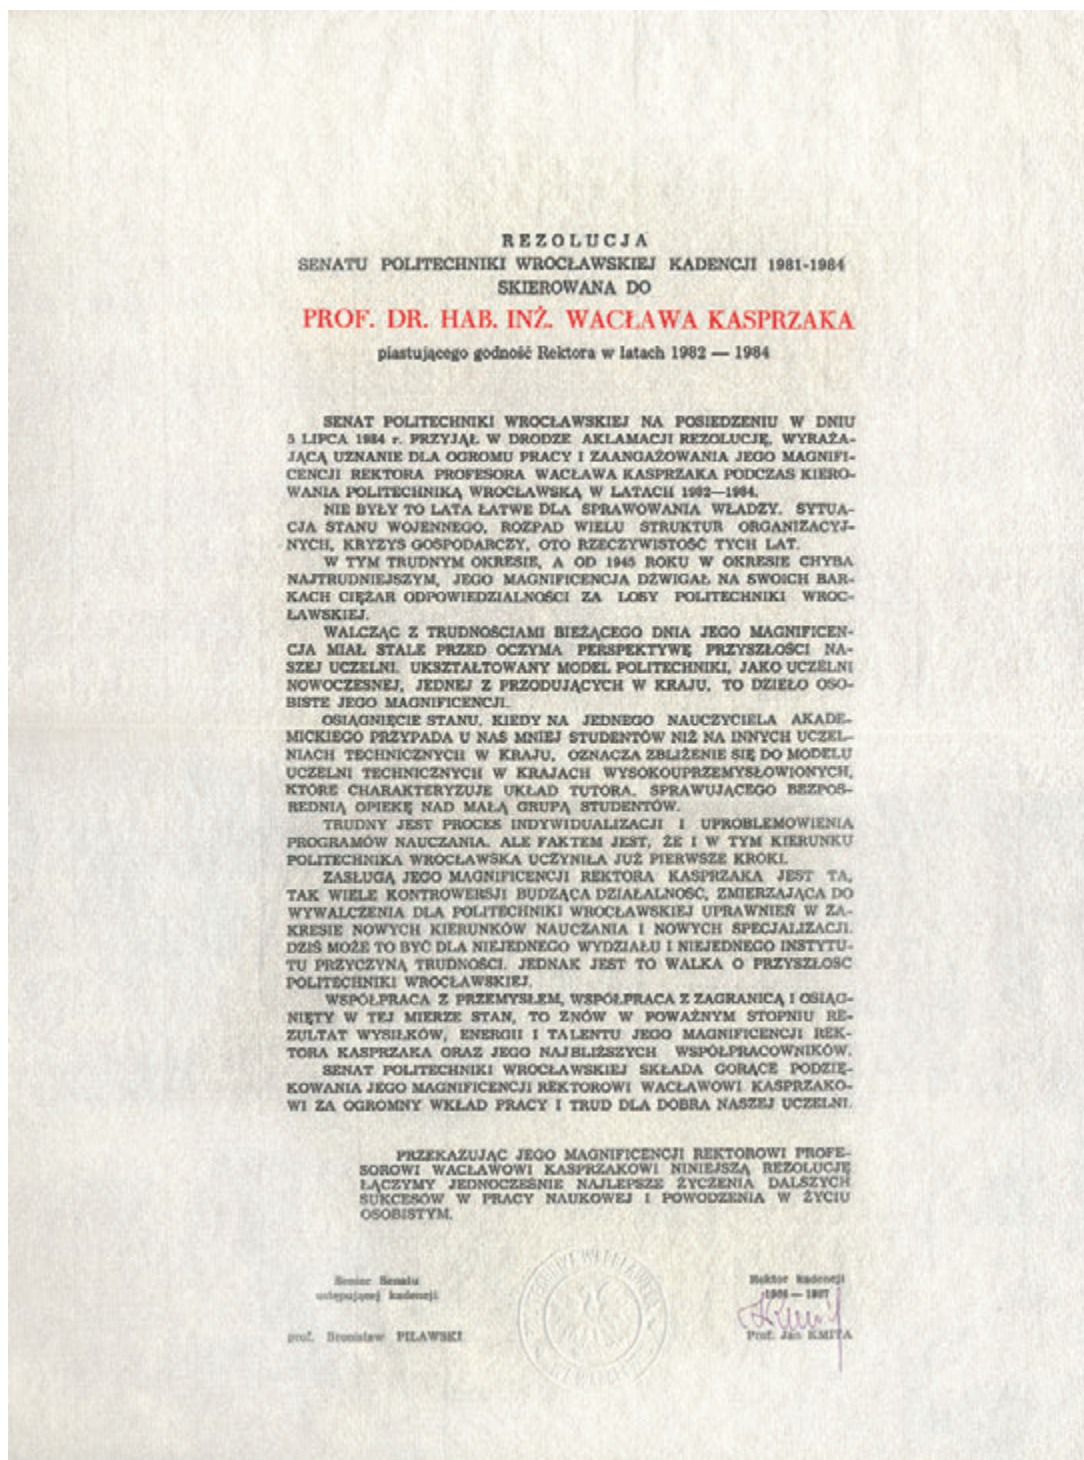 REZOLUCJA
SENATU POLITECHNIKI WROCŁAWSKIEJ KADENCJI 1981-1984
SKIEROWANA DO
PROF. DR. HAB. INŻ. WACŁAWA KASPRZAKA
piastującego godność Rektora w latach 1982 — 1984
SENAT POLITECHNIKI WROCŁAWSKIEJ NA POSIEDZENIU W DNIU
5 LIPCA 1984 r. PRZYJĄŁ W DRODZE AKLAMACJI REZOLUCJĘ, WYRAŻA-
JĄCĄ UZNANIE DLA OGROMU PRACY I ZAANGAŻOWANIA JEGO MAGNIFI-
CENCJI REKTORA PROFESORA WACŁAWA KASPRZAKA PODCZAS KIERO-
WANIA POLITECHNIKĄ WROCŁAWSKĄ W LATACH 1982—1984.
NIE BYŁY TO LATA ŁATWE DLA SPRAWOWANIA WŁADZY. SYTUA-
CJA STANU WOJENNEGO, ROZPAD WIELU STRUKTUR ORGANIZACYJ-
NYCH, KRYZYS GOSPODARCZY, OTO RZECZYWISTOŚĆ TYCH LAT.
W TYM TRUDNYM OKRESIE, A OD 1945 ROKU W OKRESIE CHYBA
NAJTRUDNIEJSZYM, JEGO MAGNIFICENCJA DŹWIGAŁ NA SWOICH BAR-
KACH CIĘŻAR ODPOWIEDZIALNOŚCI ZA LOSY POLITECHNIKI WROC-
ŁAWSKIEJ.
WALCZĄC Z TRUDNOŚCIAMI BIEŻĄCEGO DNIA JEGO MAGNIFICEN-
CJA MIAŁ STALE PRZED OCZYMA PERSPEKTYWĘ PRZYSZŁOŚCI NA-
SZEJ UCZELNI. UKSZTAŁTOWANY MODEL POLITECHNIKI, JAKO UCZELNI
NOWOCZESNEJ, JEDNEJ Z PRZODUJĄCYCH W KRAJU, TO DZIEŁO OSO-
BISTE JEGO MAGNIFICENCJI.
OSIĄGNIĘCIE STANU, KIEDY NA JEDNEGO NAUCZYCIELA AKADE-
MICKIEGO PRZYPADA U NAS MNIEJ STUDENTÓW NIŻ NA INNYCH UCZEL-
NIACH TECHNICZNYCH W KRAJU, OZNACZA ZBLIŻENIE SIĘ DO MODELU
UCZELNI TECHNICZNYCH W KRAJACH WYSOKOUPRZEMYSŁOWIONYCH,
KTÓRE CHARAKTERYZUJE UKŁAD TUTORA, SPRAWUJĄCEGO BEZPOŚ-
REDNIĄ OPIEKĘ NAD MAŁĄ GRUPĄ STUDENTÓW.
TRUDNY JEST PROCES INDYWIDUALIZACJI I UPROBLEMOWIENIA
PROGRAMÓW NAUCZANIA. ALE FAKTEM JEST, ŻE I W TYM KIERUNKU
POLITECHNIKA WROCŁAWSKA UCZYNIŁA JUŻ PIERWSZE KROKI.
ZASŁUGĄ JEGO MAGNIFICENCJI REKTORA KASPRZAKA JEST TA,
TAK WIELE KONTROWERSJI BUDZĄCA DZIAŁALNOŚĆ, ZMIERZAJĄCA DO
WYWALCZENIA DLA POLITECHNIKI WROCŁAWSKIEJ UPRAWNIEŃ W ZA-
KRESIE NOWYCH KIERUNKÓW NAUCZANIA I NOWYCH SPECJALIZACJI.
DZIŚ MOŻE TO BYĆ DLA NIEJEDNEGO WYDZIAŁU I NIEJEDNEGO INSTYTU-
TU PRZYCZYNĄ TRUDNOŚCI. JEDNAK JEST TO WALKA O PRZYSZŁOŚĆ
POLITECHNIKI WROCŁAWSKIEJ.
WSPÓŁPRACA Z PRZEMYSŁEM, WSPÓŁPRACA Z ZAGRANICĄ I OSIĄG-
NIĘTY W TEJ MIERZE STAN, TO ZNÓW W POWAŻNYM STOPNIU RE-
ZULTAT WYSIŁKÓW, ENERGII I TALENTU JEGO MAGNIFICENCJI REK-
TORA KASPRZAKA ORAZ JEGO NAJBLIŻSZYCH WSPÓŁPRACOWNIKÓW.
SENAT POLITECHNIKI WROCŁAWSKIEJ SKŁADA GORĄCE PODZIĘ-
KOWANIA JEGO MAGNIFICENCJI REKTOROWI WACŁAWOWI KASPRZAKO-
WI ZA OGROMNY WKŁAD PRACY I TRUD DLA DOBRA NASZEJ UCZELNI.
PRZEKAZUJĄC JEGO MAGNIFICENCJI REKTOROWI PROFE-
SOROWI WACŁAWOWI KASPRZAKOWI NINIEJSZĄ REZOLUCJĘ
ŁĄCZYMY JEDNOCZEŚNIE NAJLEPSZE ŻYCZENIA DALSZYCH
SUKCESÓW W PRACY NAUKOWEJ I POWODZENIA W ŻYCIU
OSOBISTYM.
Senior Senatu
ustępującej kadencji
prof. Bronisław PILAWSKI
Rektor kadencji
Prof. Jan KMITA